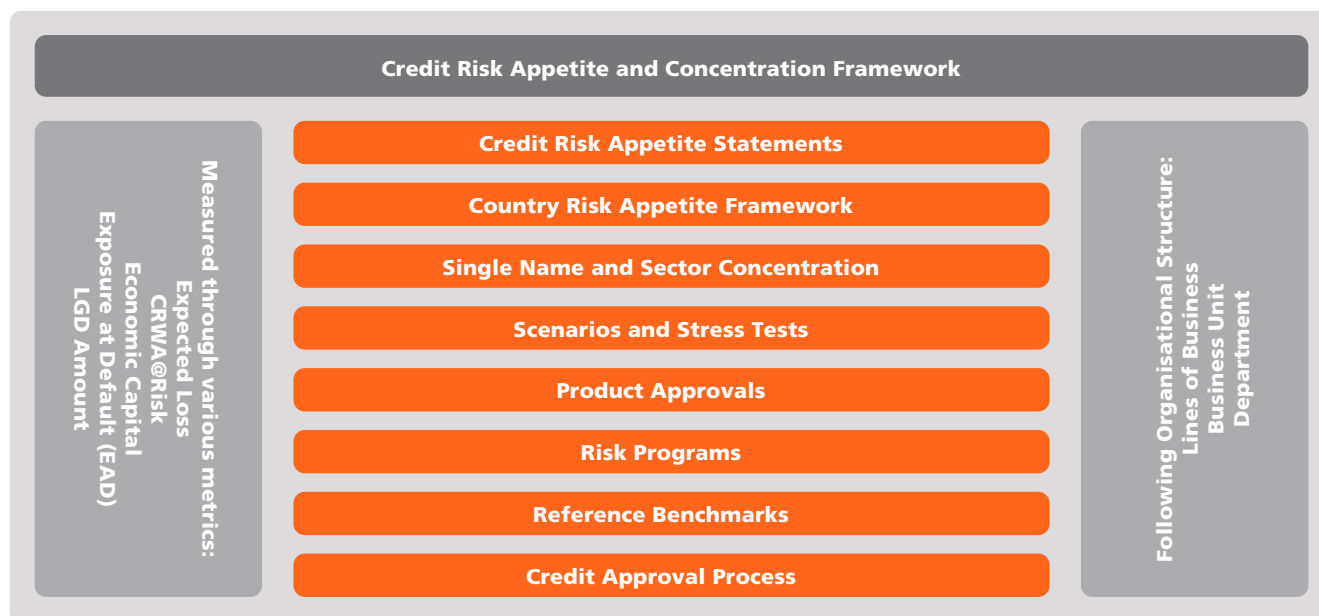 Credit Risk Appetite and Concentration Framework
Measured through various metrics:
Expected Loss
CRWA@Risk
Economic Capital
Exposure at Default (EAD)
LGD Amount
Credit Risk Appetite Statements
Country Risk Appetite Framework
Single Name and Sector Concentration
Scenarios and Stress Tests
Product Approvals
Risk Programs
Reference Benchmarks
Credit Approval Process
Following Organisational Structure:
Lines of Business
Business Unit
Department